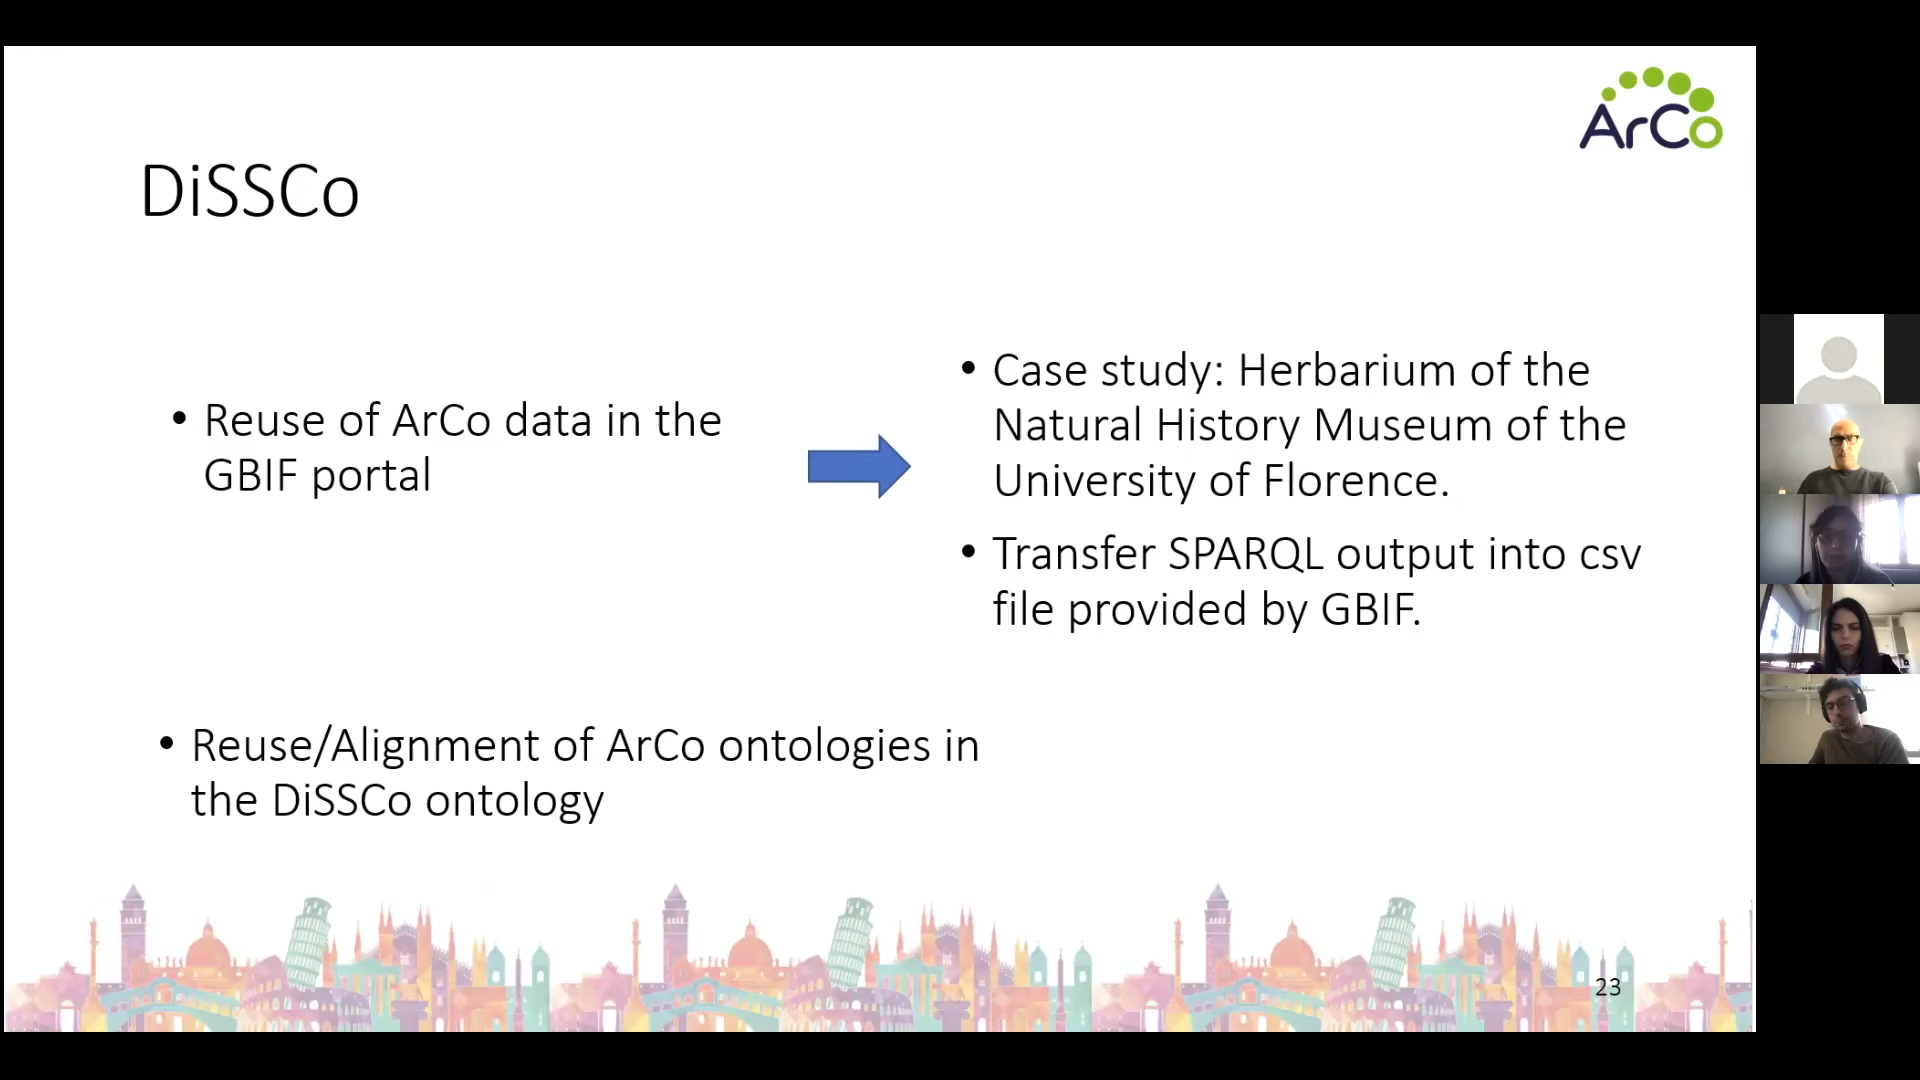 ArCo
DiSSCo
• Reuse of ArCo data in the
GBIF portal
• Case study: Herbarium of the
Natural History Museum of the
University of Florence.
• Transfer SPARQL output into csv
file provided by GBIF.
• Reuse/Alignment of ArCo ontologies in
the DiSSCo ontology
23